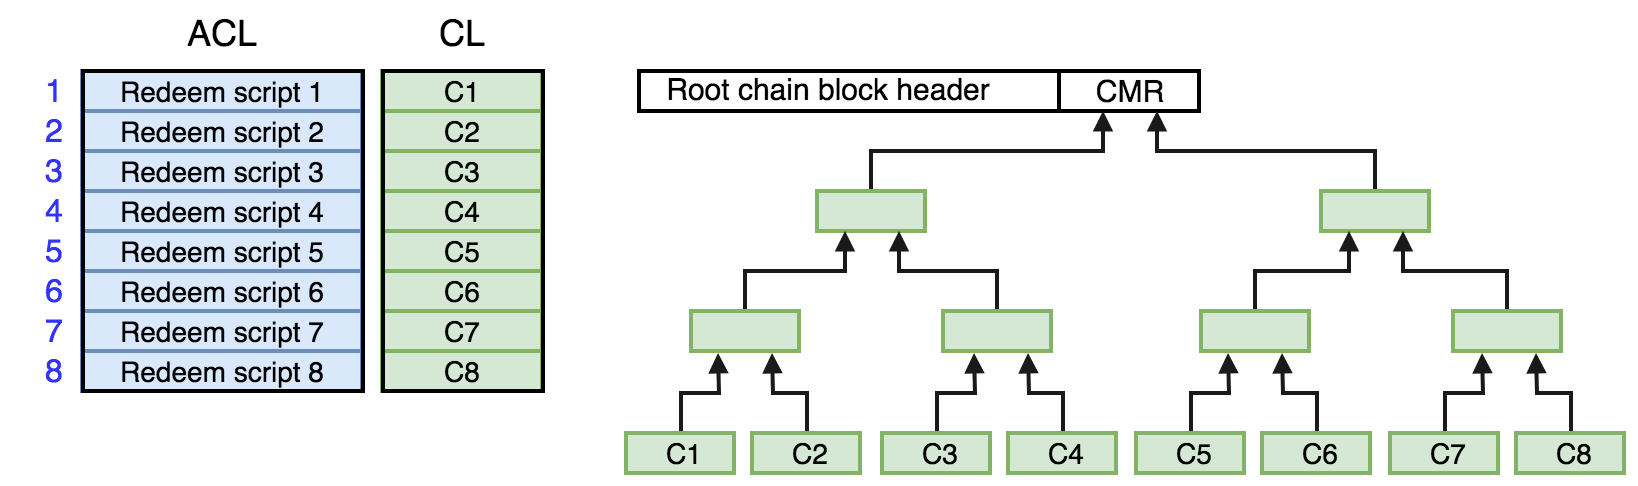 ACL CL
1 Redeem script 1 C1
2 Redeem script 2 C2
3 Redeem script 3 C3
4 Redeem script 4 C4
5 Redeem script 5 C5
6 Redeem script 6 C6
7 Redeem script 7 C7
8 Redeem script 8 C8
Root chain block header CMR
C1 C2 C3 C4 C5 C6 C7 C8